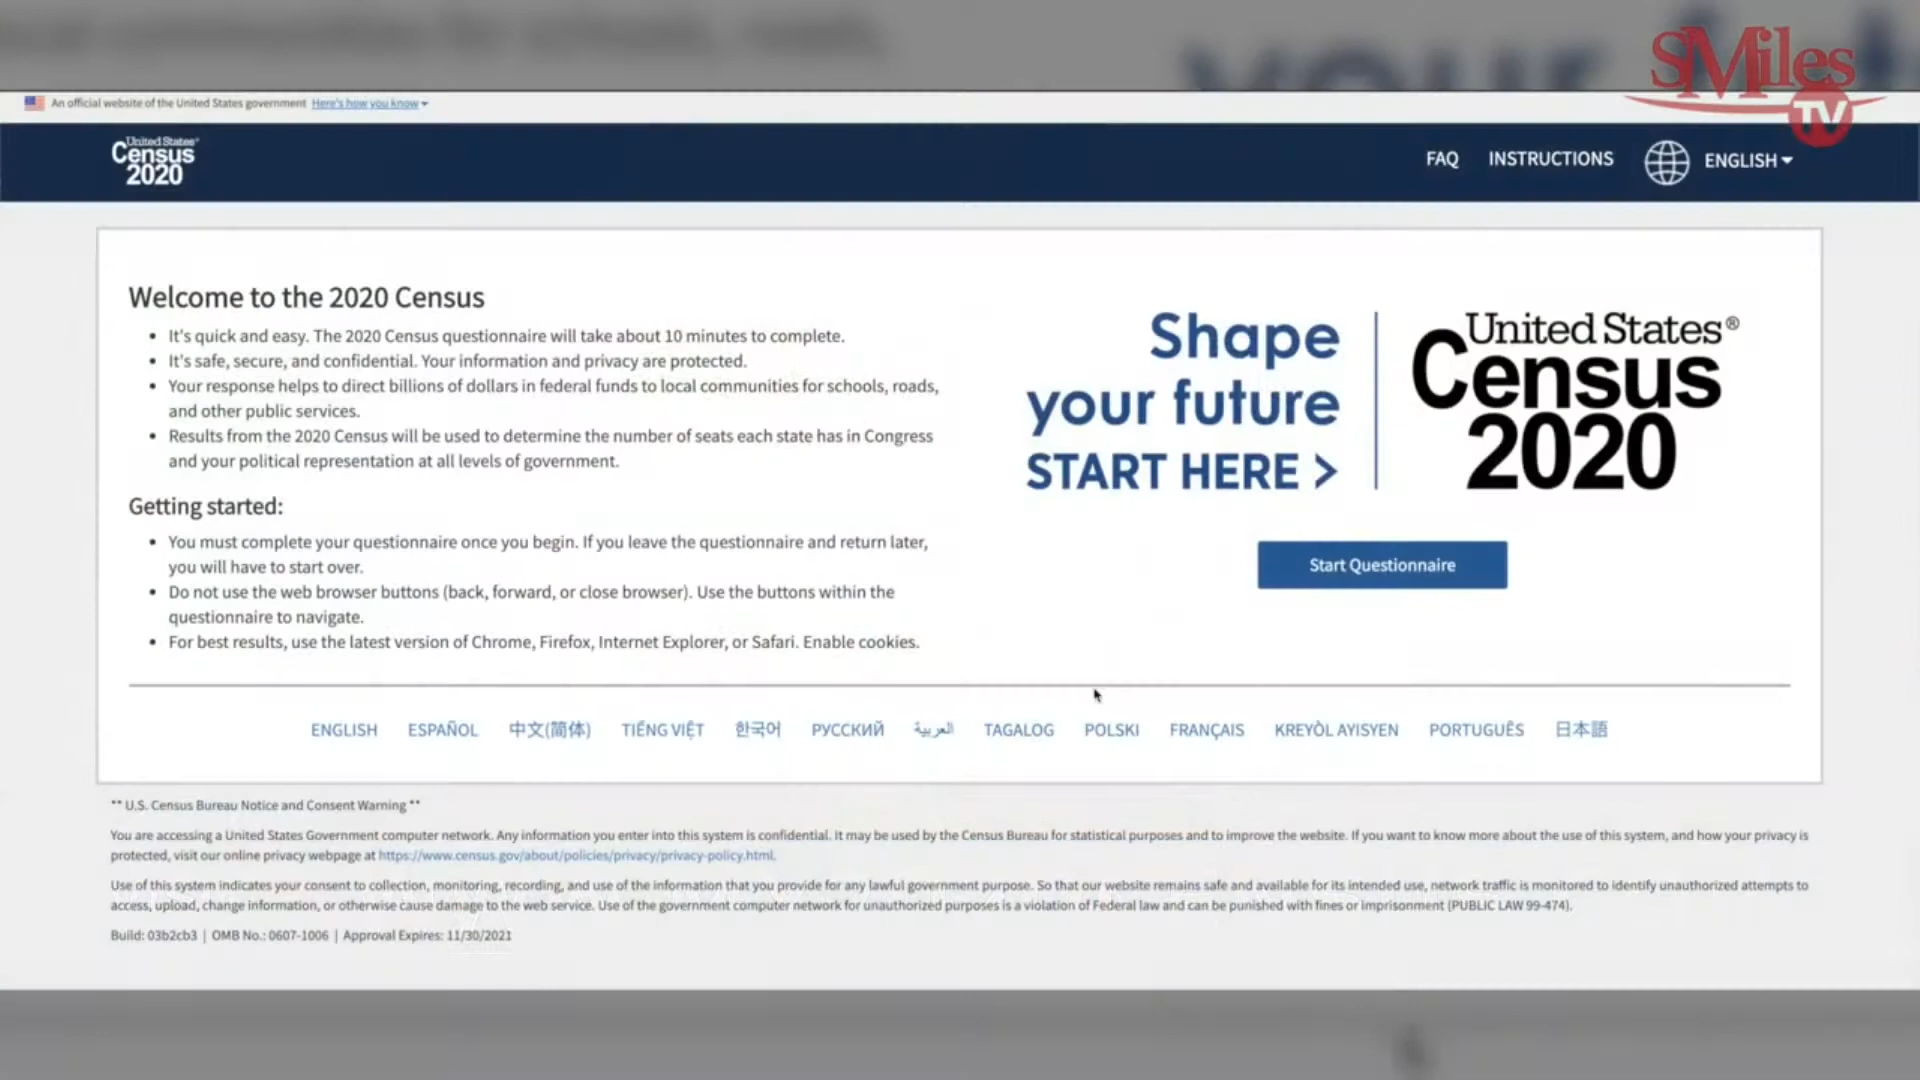 SMiles
TV
An official website of the United States government Here's how you know
United States®
Census
2020
FAQ INSTRUCTIONS ENGLISH
Welcome to the 2020 Census
• It's quick and easy. The 2020 Census questionnaire will take about 10 minutes to complete.
• It's safe, secure, and confidential. Your information and privacy are protected.
• Your response helps to direct billions of dollars in federal funds to local communities for schools, roads,
and other public services.
• Results from the 2020 Census will be used to determine the number of seats each state has in Congress
and your political representation at all levels of government.
Getting started:
• You must complete your questionnaire once you begin. If you leave the questionnaire and return later,
you will have to start over.
• Do not use the web browser buttons (back, forward, or close browser). Use the buttons within the
questionnaire to navigate.
• For best results, use the latest version of Chrome, Firefox, Internet Explorer, or Safari. Enable cookies.
Shape
your future
START HERE >
United States®
Census
2020
Start Questionnaire
ENGLISH ESPAÑOL 中文(简体) TIẾNG VIỆT 한국어 РУССКИЙ العربية TAGALOG POLSKI FRANÇAIS KREYÒL AYISYEN PORTUGUÊS 日本語
** U.S. Census Bureau Notice and Consent Warning **
You are accessing a United States Government computer network. Any information you enter into this system is confidential. It may be used by the Census Bureau for statistical purposes and to improve the website. If you want to know more about the use of this system, and how your privacy is
protected, visit our online privacy webpage at https://www.census.gov/about/policies/privacy/privacy-policy.html.
Use of this system indicates your consent to collection, monitoring, recording, and use of the information that you provide for any lawful government purpose. So that our website remains safe and available for its intended use, network traffic is monitored to identify unauthorized attempts to
access, upload, change information, or otherwise cause damage to the web service. Use of the government computer network for unauthorized purposes is a violation of Federal law and can be punished with fines or imprisonment (PUBLIC LAW 99-474).
Build: 03b2cb3 | OMB No.: 0607-1006 | Approval Expires: 11/30/2021